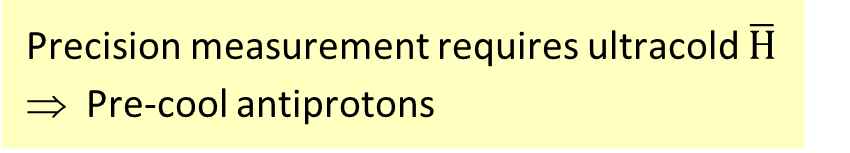 Precision measurement requires ultracold H̅
⟹ Pre-cool antiprotons